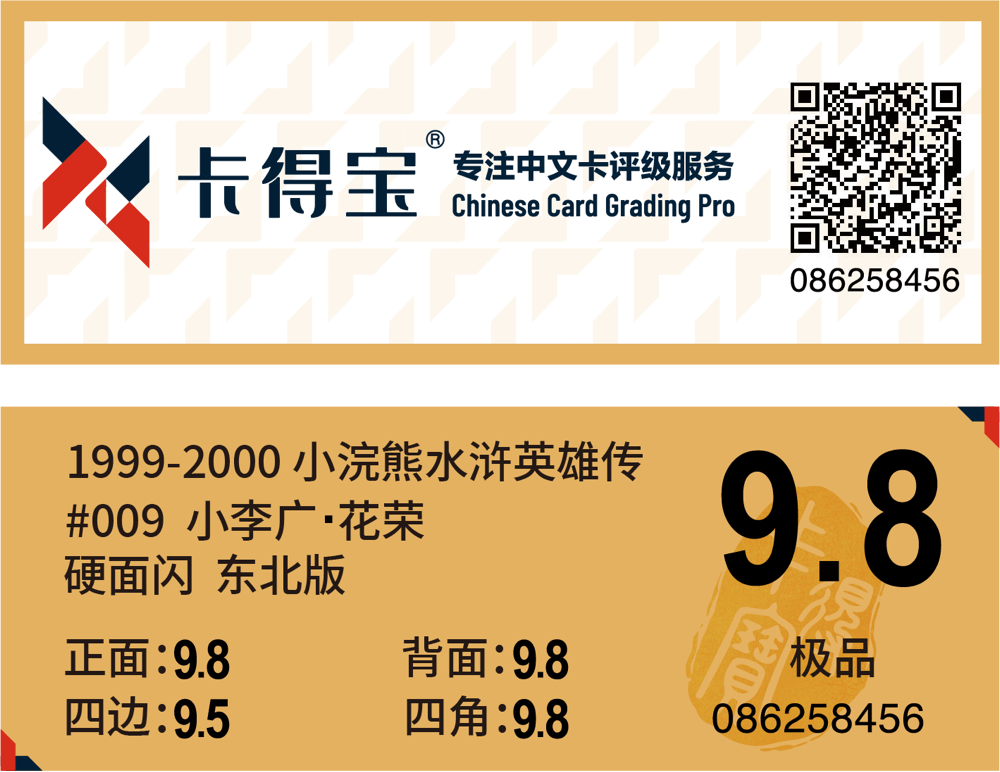 卡得宝®
专注中文卡评级服务
Chinese Card Grading Pro
086258456
1999-2000 小浣熊水浒英雄传
#009 小李广·花荣
硬面闪 东北版
9.8
正面:9.8
背面:9.8
四边:9.5
四角:9.8
卡得寶
极品
086258456